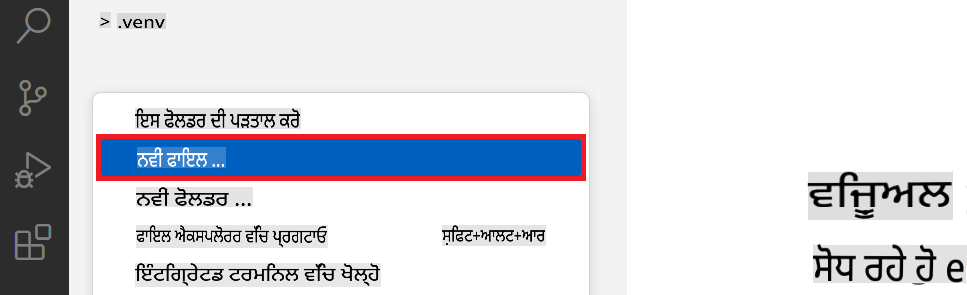 > .venv
ਇਸ ਫੋਲਡਰ ਦੀ ਪੜਤਾਲ ਕਰੋ
ਨਵੀ ਫਾਇਲ ...
ਨਵੀ ਫੋਲਡਰ ...
ਫਾਇਲ ਐਕਸਪਲੋਰਰ ਵੱਚਿ ਪ੍ਰਗਟਾਓ ਸ਼ਫਿਟ+ਆਲਟ+ਆਰ
ਇੰਟਗ੍ਰਿੇਟਡ ਟਰਮਨਿਲ ਵੱਚਿ ਖੋਲ੍ਹੋ
ਵਜ਼ਿੂਅਲ
ਸੋਧ ਰਹੇ ਹੋ e